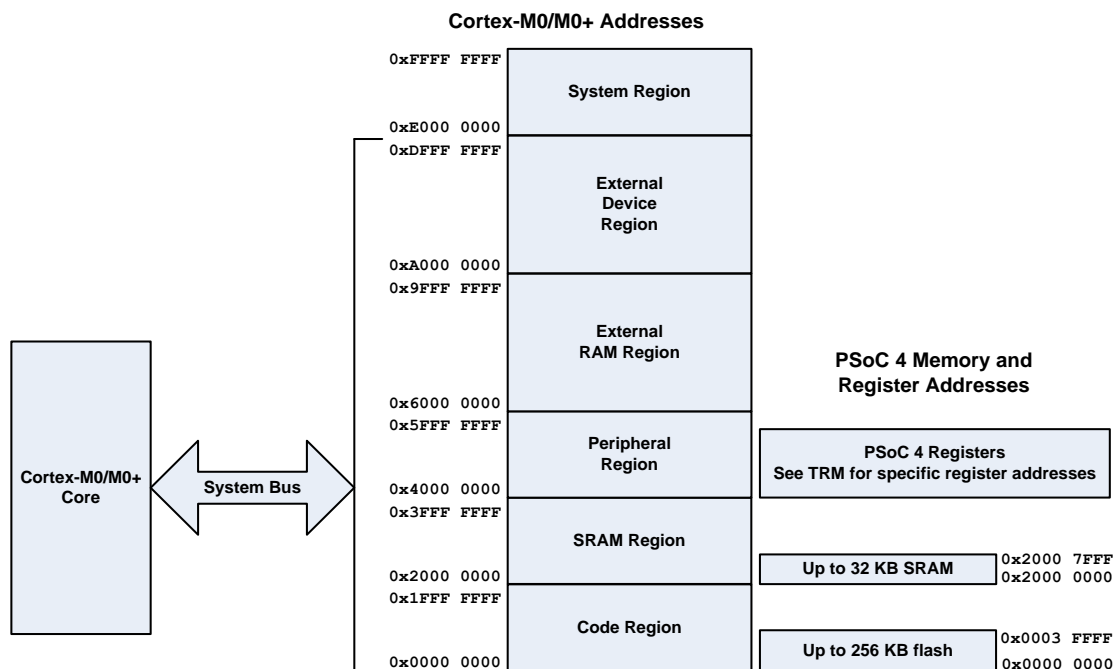 Cortex-M0/M0+ Addresses
0xFFFF FFFF
System Region
0xE000 0000
0xDFFF FFFF
External
Device
Region
0xA000 0000
0x9FFF FFFF
External
RAM Region
0x6000 0000
0x5FFF FFFF
Peripheral
Region
0x4000 0000
0x3FFF FFFF
SRAM Region
0x2000 0000
0x1FFF FFFF
Code Region
0x0000 0000
Cortex-M0/M0+
Core
System Bus
PSoC 4 Memory and
Register Addresses
PSoC 4 Registers
See TRM for specific register addresses
Up to 32 KB SRAM
0x2000 7FFF
0x2000 0000
Up to 256 KB flash
0x0003 FFFF
0x0000 0000